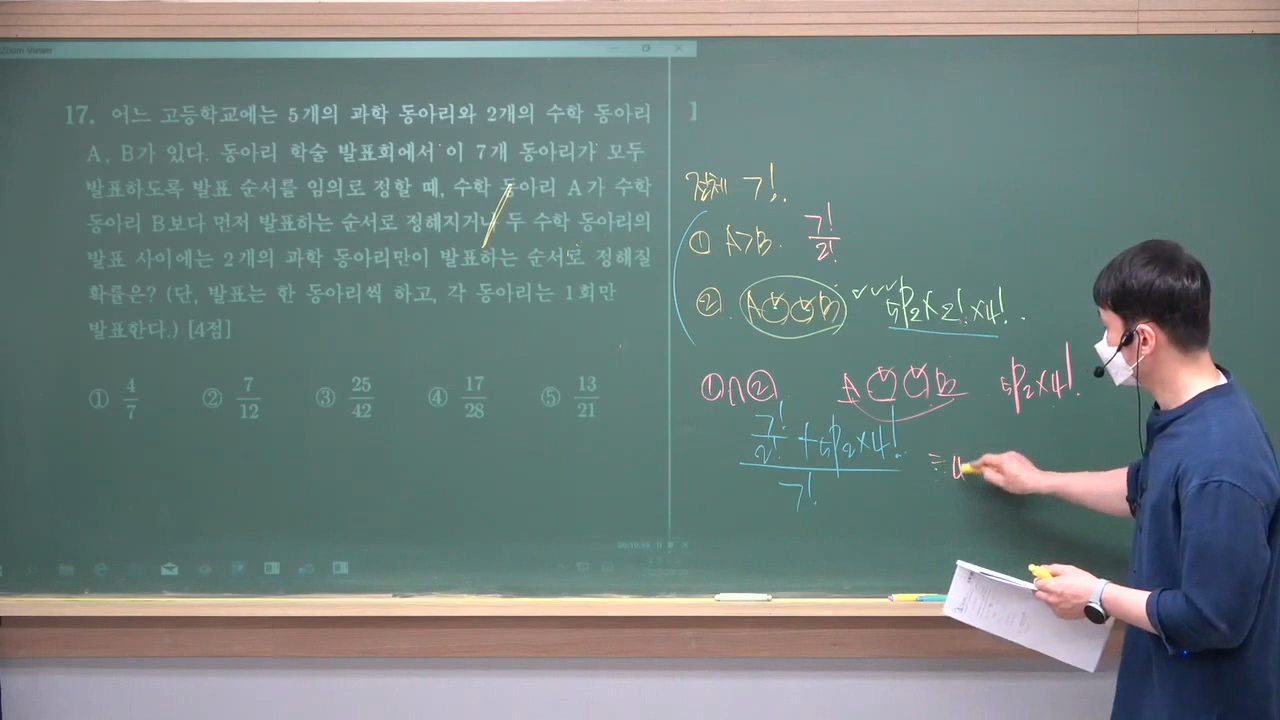 Zoom Viewer
17. 어느 고등학교에는 5개의 과학 동아리와 2개의 수학 동아리
A, B가 있다. 동아리 학술 발표회에서 이 7개 동아리가 모두
발표하도록 발표 순서를 임의로 정할 때, 수학 동아리 A가 수학
동아리 B보다 먼저 발표하는 순서로 정해지거나 두 수학 동아리의
발표 사이에는 2개의 과학 동아리만이 발표하는 순서로 정해질
확률은? (단, 발표는 한 동아리씩 하고, 각 동아리는 1회만
발표한다.) [4점]
① 4/7 ② 7/12 ③ 25/42 ④ 17/28 ⑤ 13/21
]
전체 7!.
① A>B. 7!/2!
② A○○B ₅P₂×2!×4!.
①∩② A○○B ₅P₂×4!.
7!/2! + ₅P₂×4!.
7!